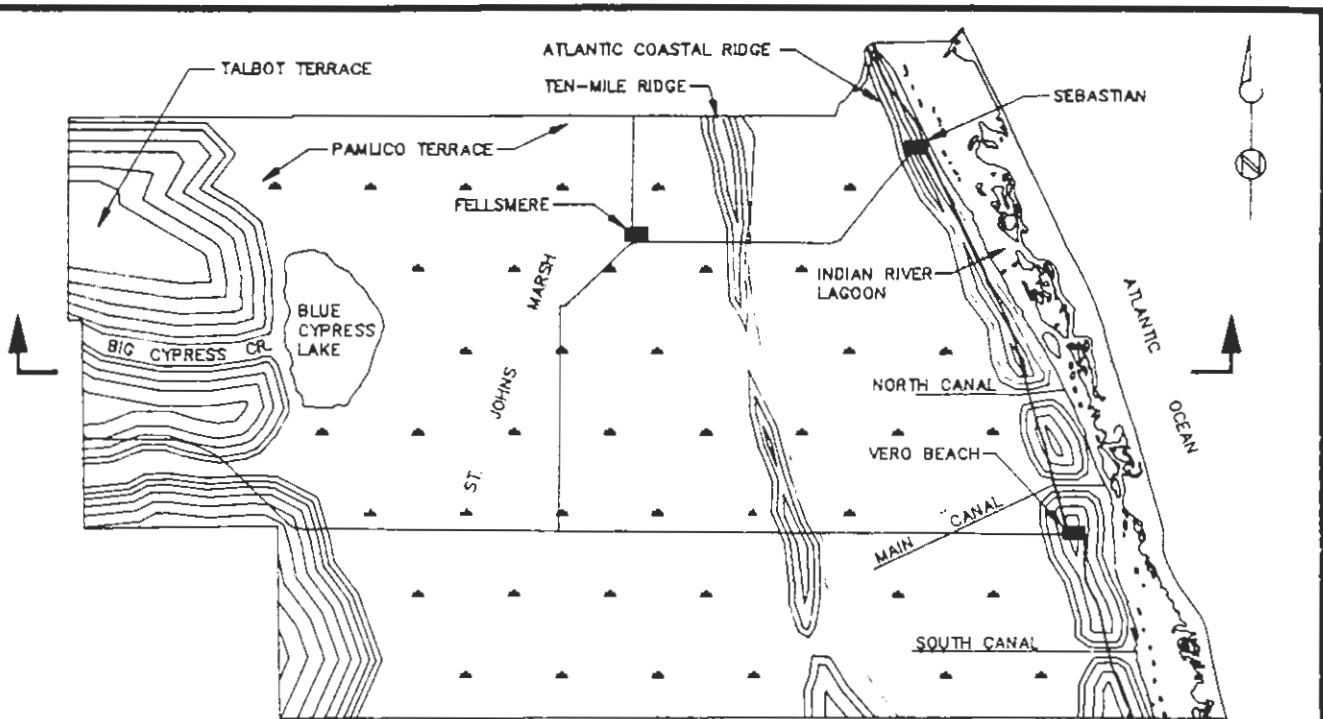 ATLANTIC COASTAL RIDGE
TALBOT TERRACE
TEN-MILE RIDGE
SEBASTIAN
PAMLICO TERRACE
N
FELLSMERE
MARSH
INDIAN RIVER
LAGOON
ATLANTIC
BLUE
CYPRESS
LAKE
BIG CYPRESS CR.
JOHNS
NORTH CANAL
OCEAN
VERO BEACH
ST.
MAIN CANAL
SOUTH CANAL